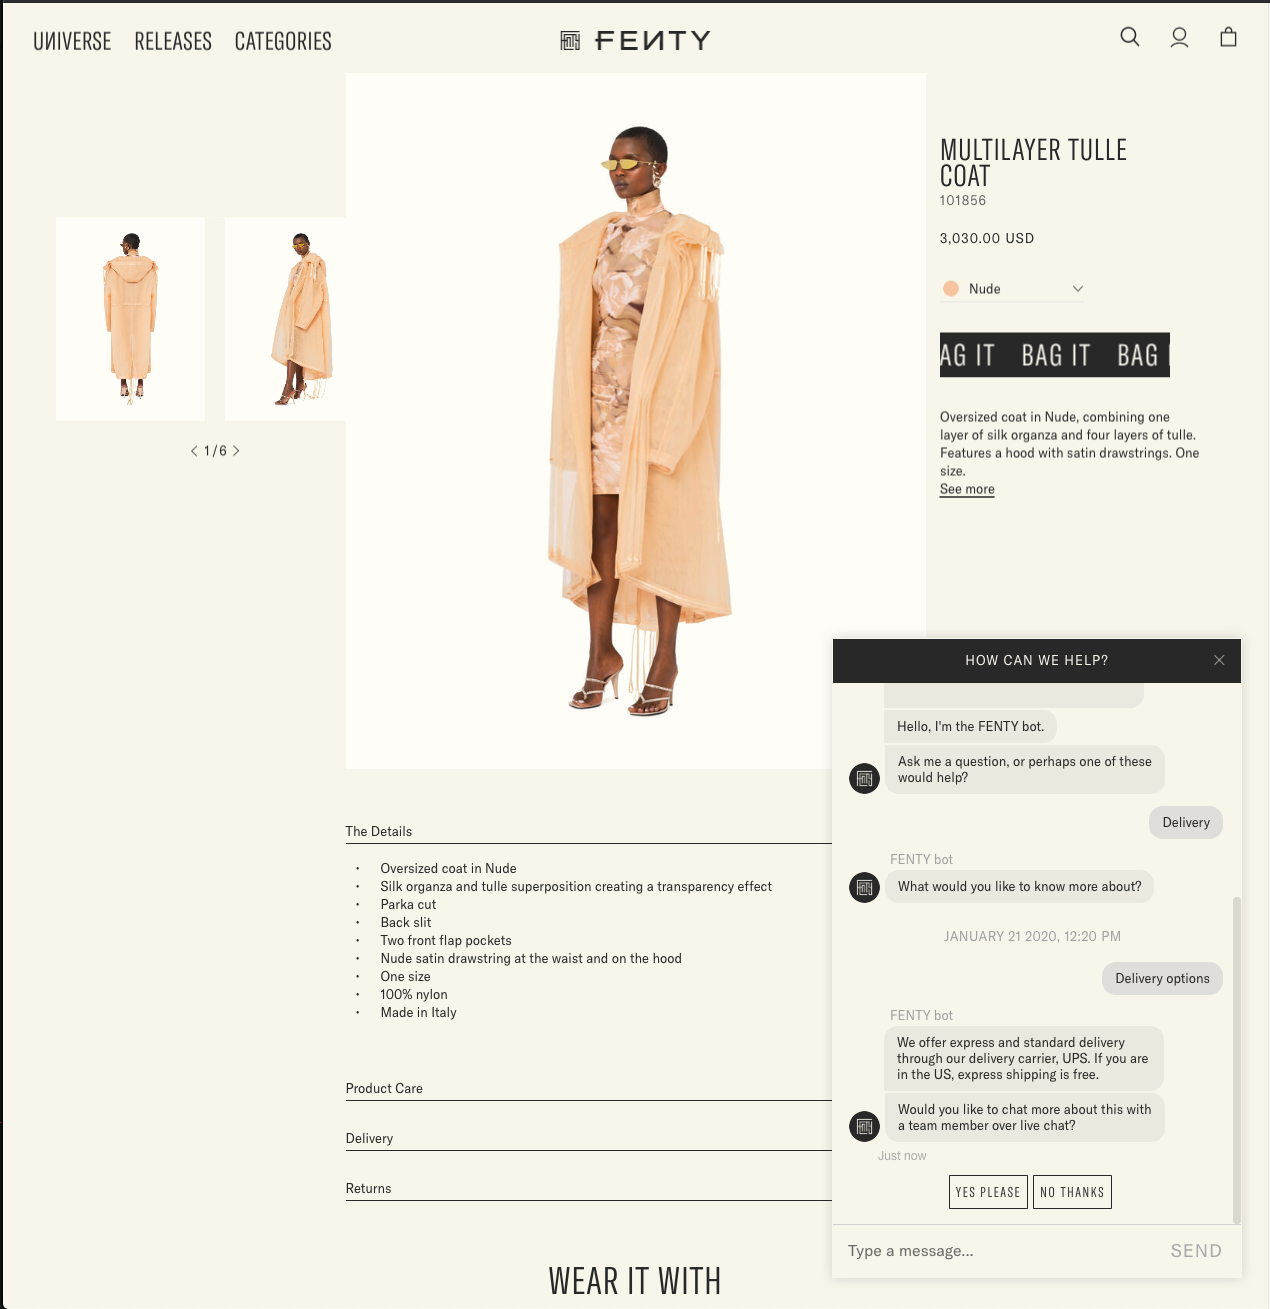 UNIVERSE RELEASES CATEGORIES
FENTY
MULTILAYER TULLE
COAT
101856
3,030.00 USD
Nude
AG IT BAG IT BAG
1/6
Oversized coat in Nude, combining one
layer of silk organza and four layers of tulle.
Features a hood with satin drawstrings. One
size.
See more
The Details
• Oversized coat in Nude
• Silk organza and tulle superposition creating a transparency effect
• Parka cut
• Back slit
• Two front flap pockets
• Nude satin drawstring at the waist and on the hood
• One size
• 100% nylon
• Made in Italy
Product Care
Delivery
Returns
WEAR IT WITH
HOW CAN WE HELP?
Hello, I'm the FENTY bot.
Ask me a question, or perhaps one of these
would help?
Delivery
FENTY bot
What would you like to know more about?
JANUARY 21 2020, 12:20 PM
Delivery options
FENTY bot
We offer express and standard delivery
through our delivery carrier, UPS. If you are
in the US, express shipping is free.
Would you like to chat more about this with
a team member over live chat?
Just now
YES PLEASE NO THANKS
Type a message... SEND